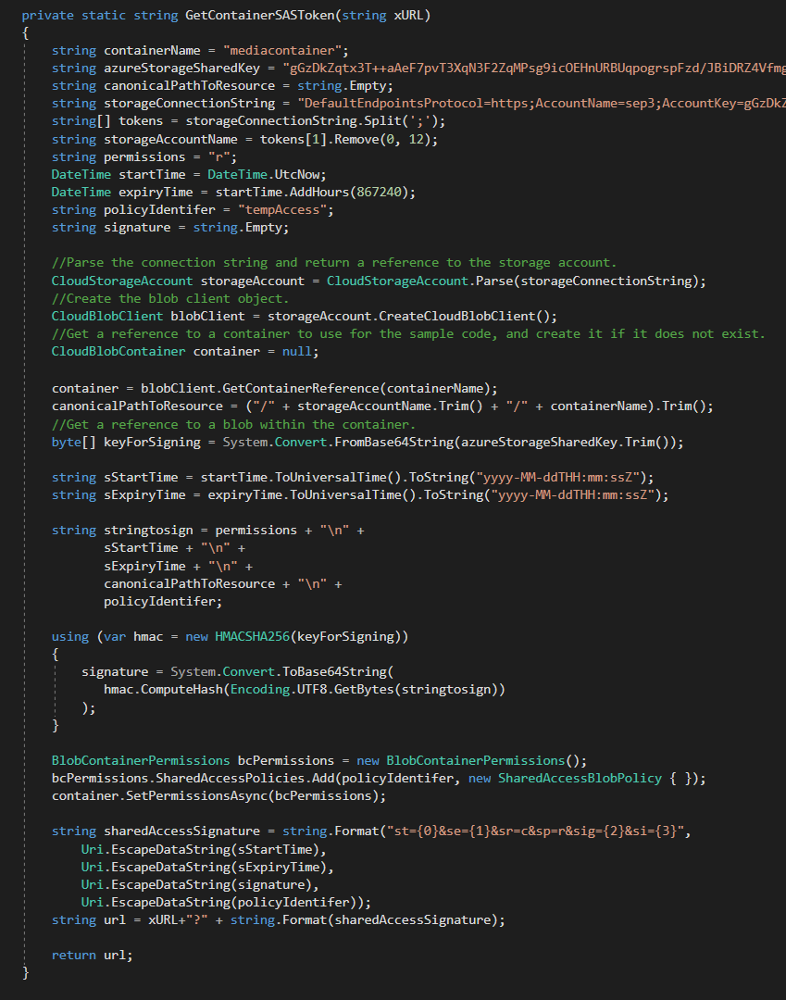 private static string GetContainerSASToken(string xURL)
{
string containerName = "mediacontainer";
string azureStorageSharedKey = "gGzDkZqtx3T++aAeF7pvT3XqN3F2ZqMPsg9icOEHnURBUqpogrspFzd/JBiDRZ4Vfmg
string canonicalPathToResource = string.Empty;
string storageConnectionString = "DefaultEndpointsProtocol=https;AccountName=sep3;AccountKey=gGzDkZ
string[] tokens = storageConnectionString.Split(';');
string storageAccountName = tokens[1].Remove(0, 12);
string permissions = "r";
DateTime startTime = DateTime.UtcNow;
DateTime expiryTime = startTime.AddHours(867240);
string policyIdentifer = "tempAccess";
string signature = string.Empty;
//Parse the connection string and return a reference to the storage account.
CloudStorageAccount storageAccount = CloudStorageAccount.Parse(storageConnectionString);
//Create the blob client object.
CloudBlobClient blobClient = storageAccount.CreateCloudBlobClient();
//Get a reference to a container to use for the sample code, and create it if it does not exist.
CloudBlobContainer container = null;
container = blobClient.GetContainerReference(containerName);
canonicalPathToResource = ("/" + storageAccountName.Trim() + "/" + containerName).Trim();
//Get a reference to a blob within the container.
byte[] keyForSigning = System.Convert.FromBase64String(azureStorageSharedKey.Trim());
string sStartTime = startTime.ToUniversalTime().ToString("yyyy-MM-ddTHH:mm:ssZ");
string sExpiryTime = expiryTime.ToUniversalTime().ToString("yyyy-MM-ddTHH:mm:ssZ");
string stringtosign = permissions + "\n" +
sStartTime + "\n" +
sExpiryTime + "\n" +
canonicalPathToResource + "\n" +
policyIdentifer;
using (var hmac = new HMACSHA256(keyForSigning))
{
signature = System.Convert.ToBase64String(
hmac.ComputeHash(Encoding.UTF8.GetBytes(stringtosign))
);
}
BlobContainerPermissions bcPermissions = new BlobContainerPermissions();
bcPermissions.SharedAccessPolicies.Add(policyIdentifer, new SharedAccessBlobPolicy { });
container.SetPermissionsAsync(bcPermissions);
string sharedAccessSignature = string.Format("st={0}&se={1}&sr=c&sp=r&sig={2}&si={3}",
Uri.EscapeDataString(sStartTime),
Uri.EscapeDataString(sExpiryTime),
Uri.EscapeDataString(signature),
Uri.EscapeDataString(policyIdentifer));
string url = xURL+"?" + string.Format(sharedAccessSignature);
return url;
}